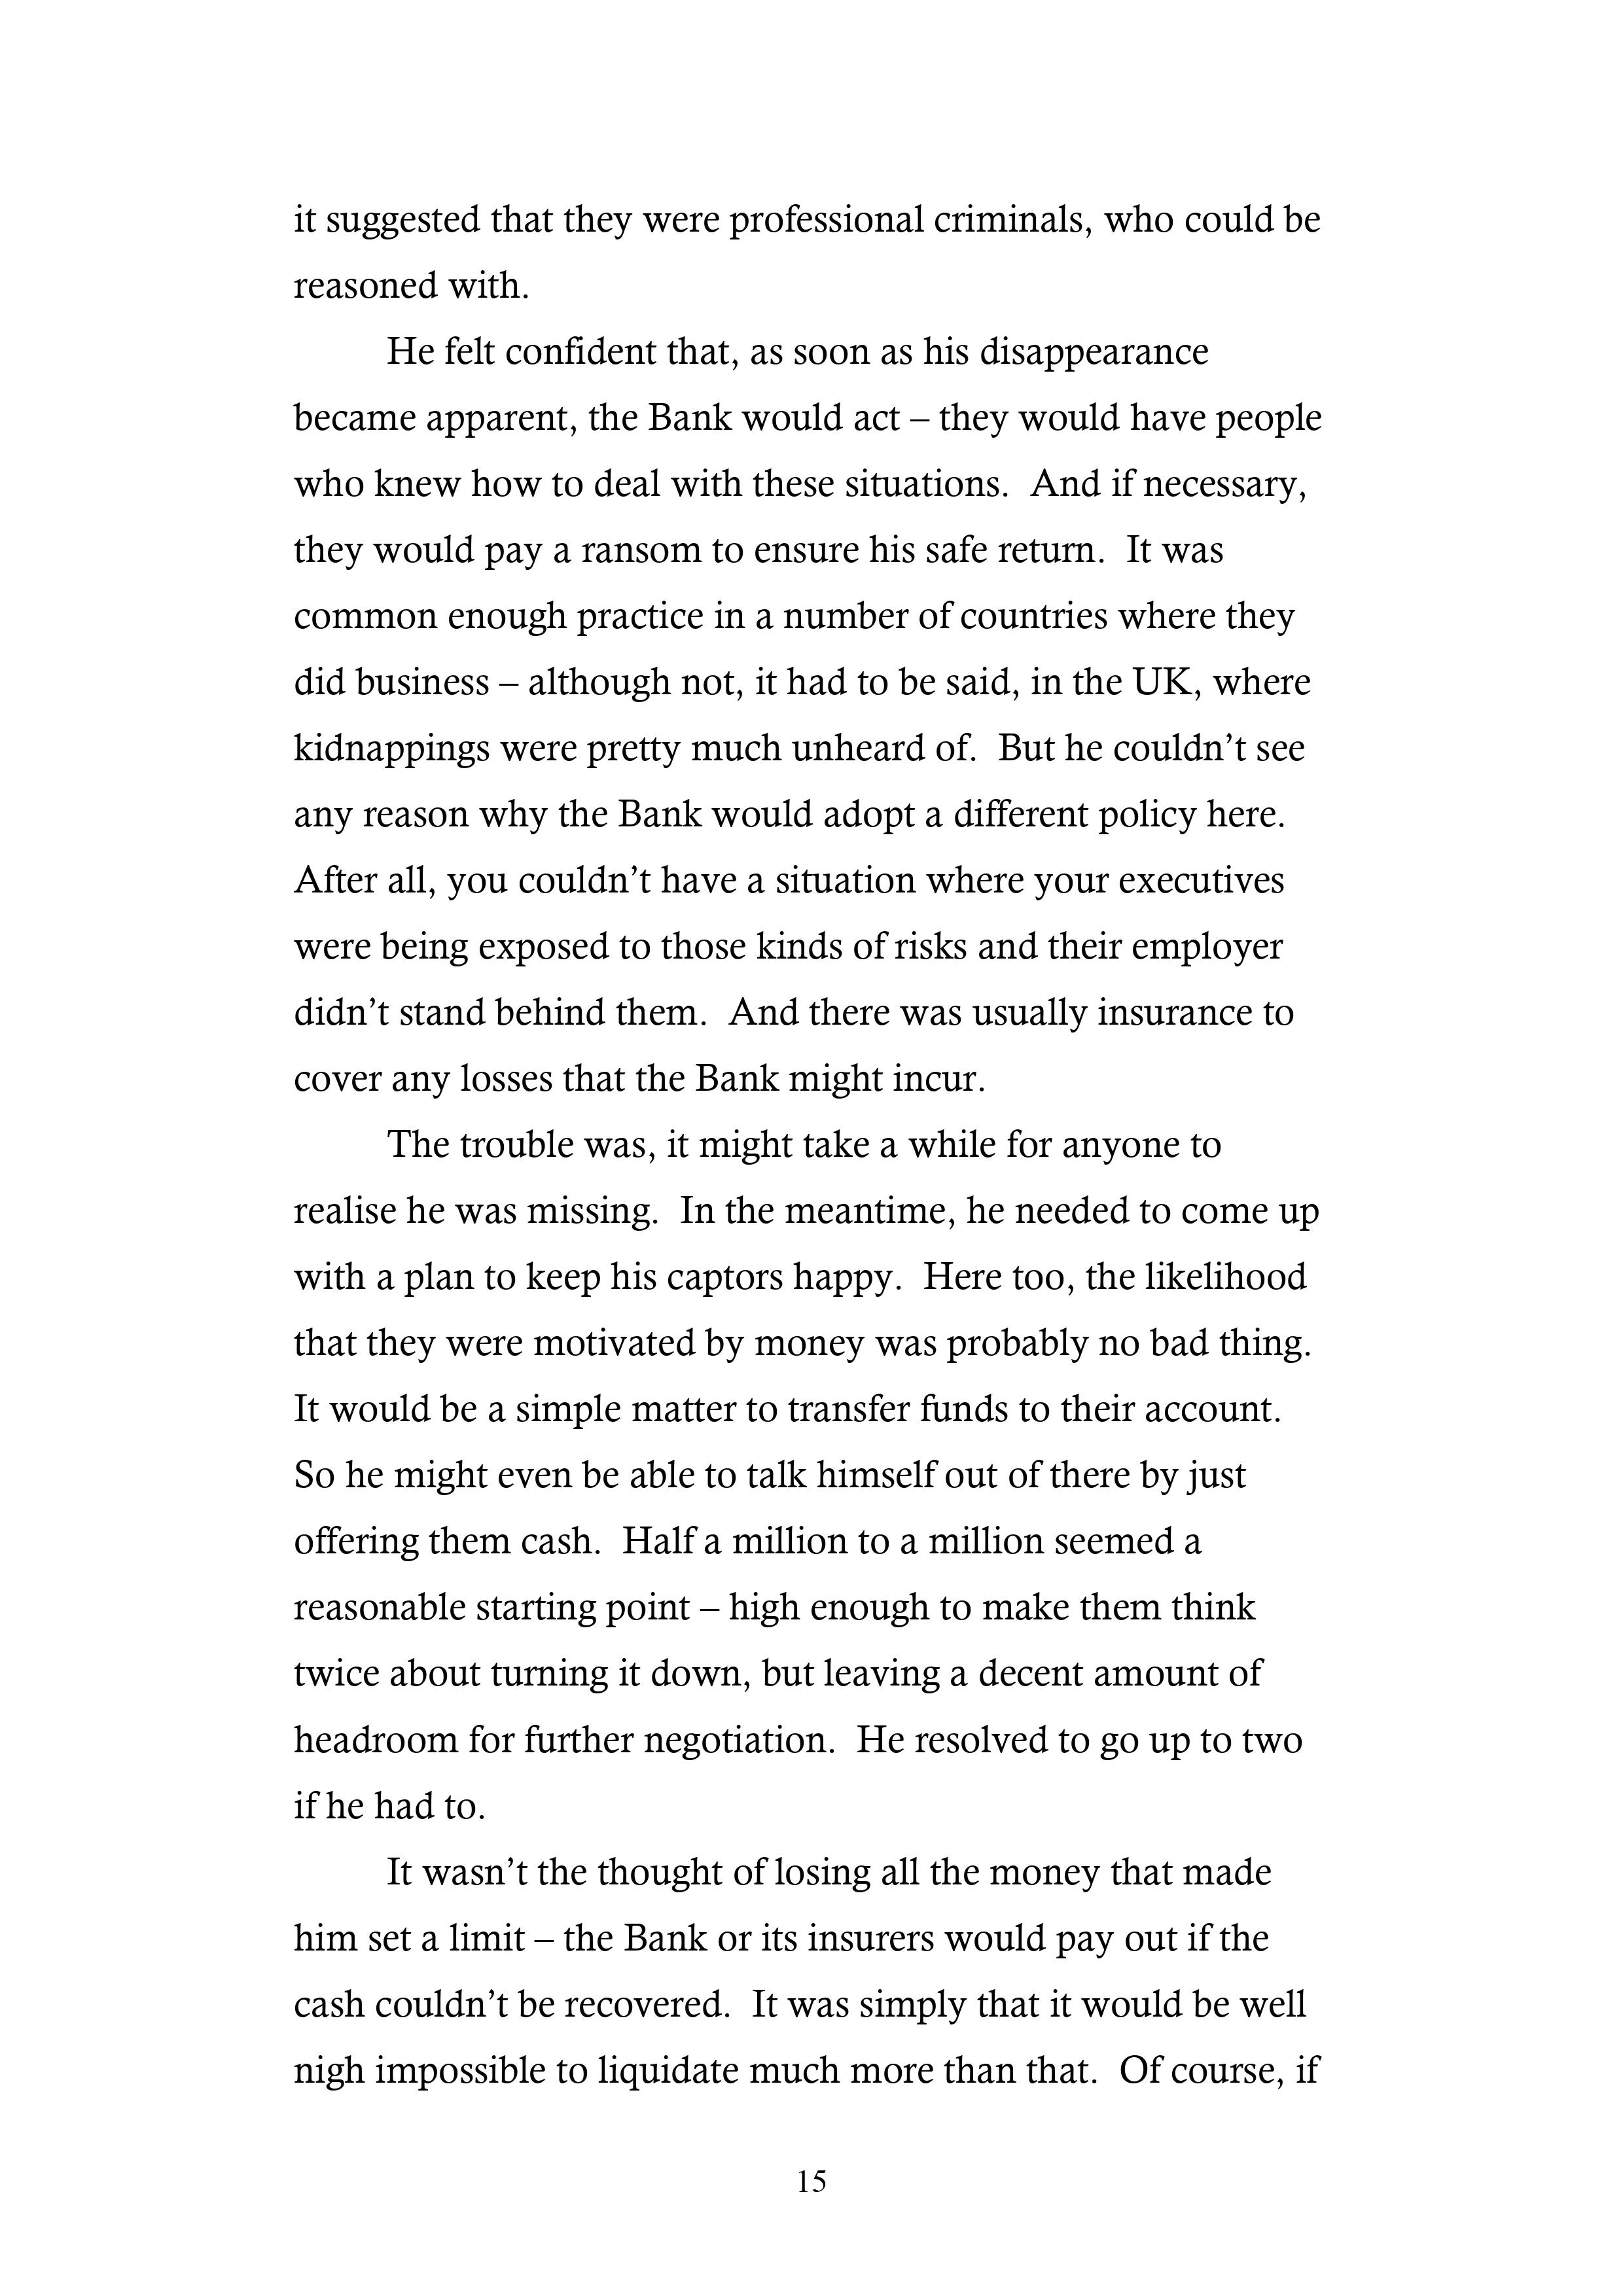 it suggested that they were professional criminals, who could be
reasoned with.
He felt confident that, as soon as his disappearance
became apparent, the Bank would act – they would have people
who knew how to deal with these situations.  And if necessary,
they would pay a ransom to ensure his safe return.  It was
common enough practice in a number of countries where they
did business – although not, it had to be said, in the UK, where
kidnappings were pretty much unheard of.  But he couldn’t see
any reason why the Bank would adopt a different policy here.
After all, you couldn’t have a situation where your executives
were being exposed to those kinds of risks and their employer
didn’t stand behind them.  And there was usually insurance to
cover any losses that the Bank might incur.
The trouble was, it might take a while for anyone to
realise he was missing.  In the meantime, he needed to come up
with a plan to keep his captors happy.  Here too, the likelihood
that they were motivated by money was probably no bad thing.
It would be a simple matter to transfer funds to their account.
So he might even be able to talk himself out of there by just
offering them cash.  Half a million to a million seemed a
reasonable starting point – high enough to make them think
twice about turning it down, but leaving a decent amount of
headroom for further negotiation.  He resolved to go up to two
if he had to.
It wasn’t the thought of losing all the money that made
him set a limit – the Bank or its insurers would pay out if the
cash couldn’t be recovered.  It was simply that it would be well
nigh impossible to liquidate much more than that.  Of course, if
15